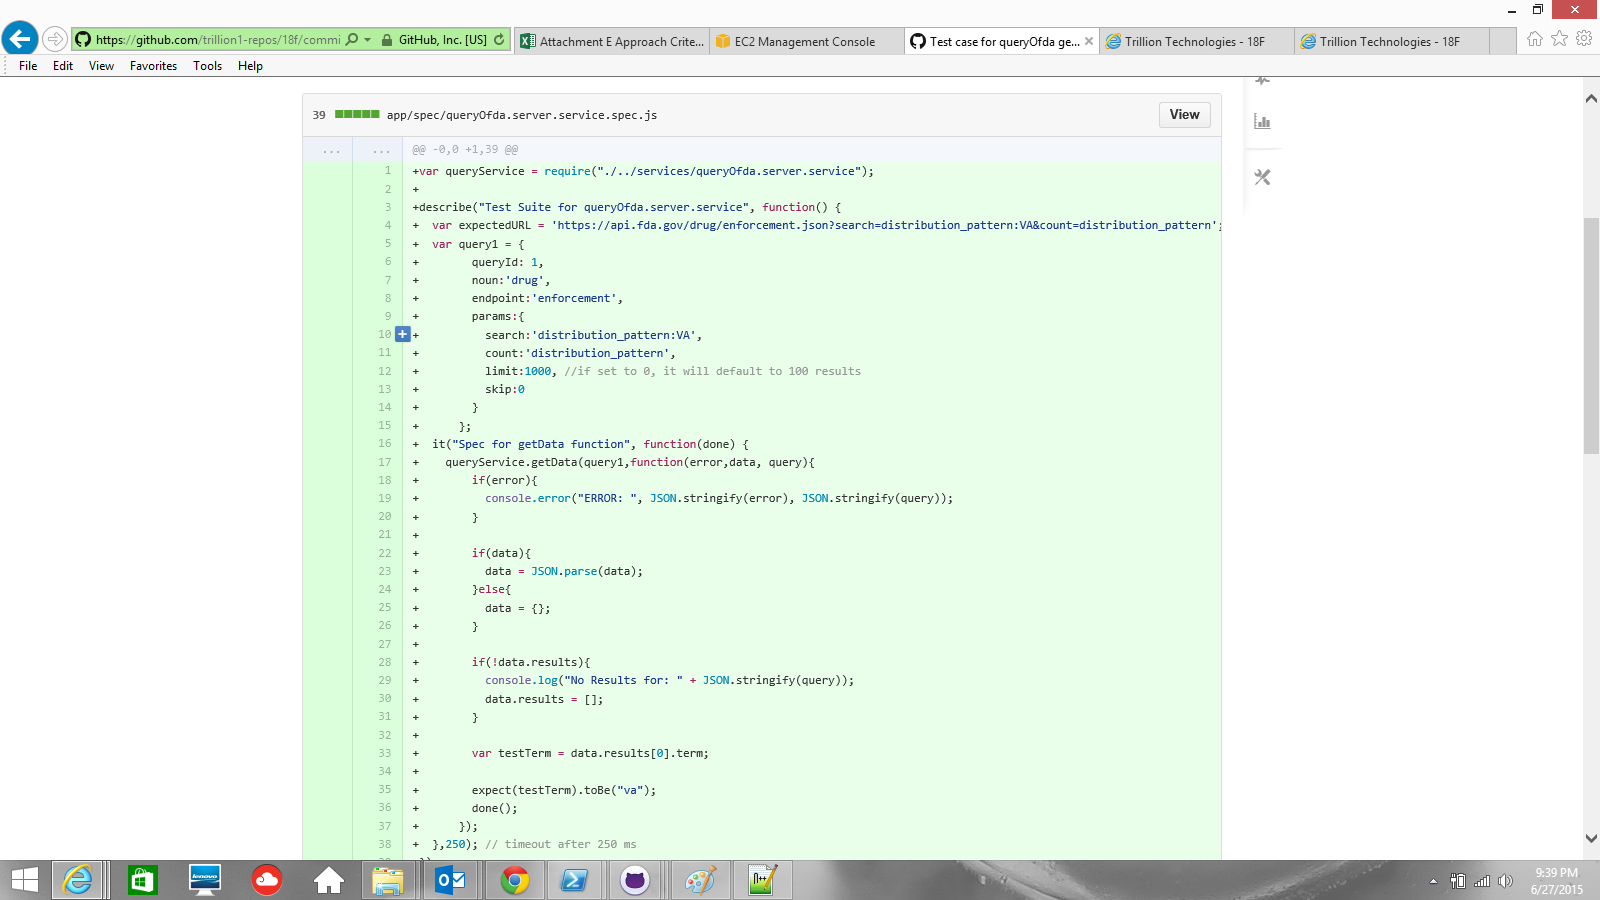 https://github.com/trillion1-repos/18f/commi
GitHub, Inc. [US]
Attachment E Approach Crite...
EC2 Management Console
Test case for queryOfda ge...
Trillion Technologies - 18F
Trillion Technologies - 18F
File Edit View Favorites Tools Help
39 app/spec/queryOfda.server.service.spec.js
View
... ... @@ -0,0 +1,39 @@
1 +var queryService = require("./../services/queryOfda.server.service");
2 +
3 +describe("Test Suite for queryOfda.server.service", function() {
4 + var expectedURL = 'https://api.fda.gov/drug/enforcement.json?search=distribution_pattern:VA&count=distribution_pattern';
5 + var query1 = {
6 + queryId: 1,
7 + noun:'drug',
8 + endpoint:'enforcement',
9 + params:{
10 + search:'distribution_pattern:VA',
11 + count:'distribution_pattern',
12 + limit:1000, //if set to 0, it will default to 100 results
13 + skip:0
14 + }
15 + };
16 + it("Spec for getData function", function(done) {
17 + queryService.getData(query1,function(error,data, query){
18 + if(error){
19 + console.error("ERROR: ", JSON.stringify(error), JSON.stringify(query));
20 + }
21 +
22 + if(data){
23 + data = JSON.parse(data);
24 + }else{
25 + data = {};
26 + }
27 +
28 + if(!data.results){
29 + console.log("No Results for: " + JSON.stringify(query));
30 + data.results = [];
31 + }
32 +
33 + var testTerm = data.results[0].term;
34 +
35 + expect(testTerm).toBe("va");
36 + done();
37 + });
38 + },250); // timeout after 250 ms
lenovo
9:39 PM
6/27/2015